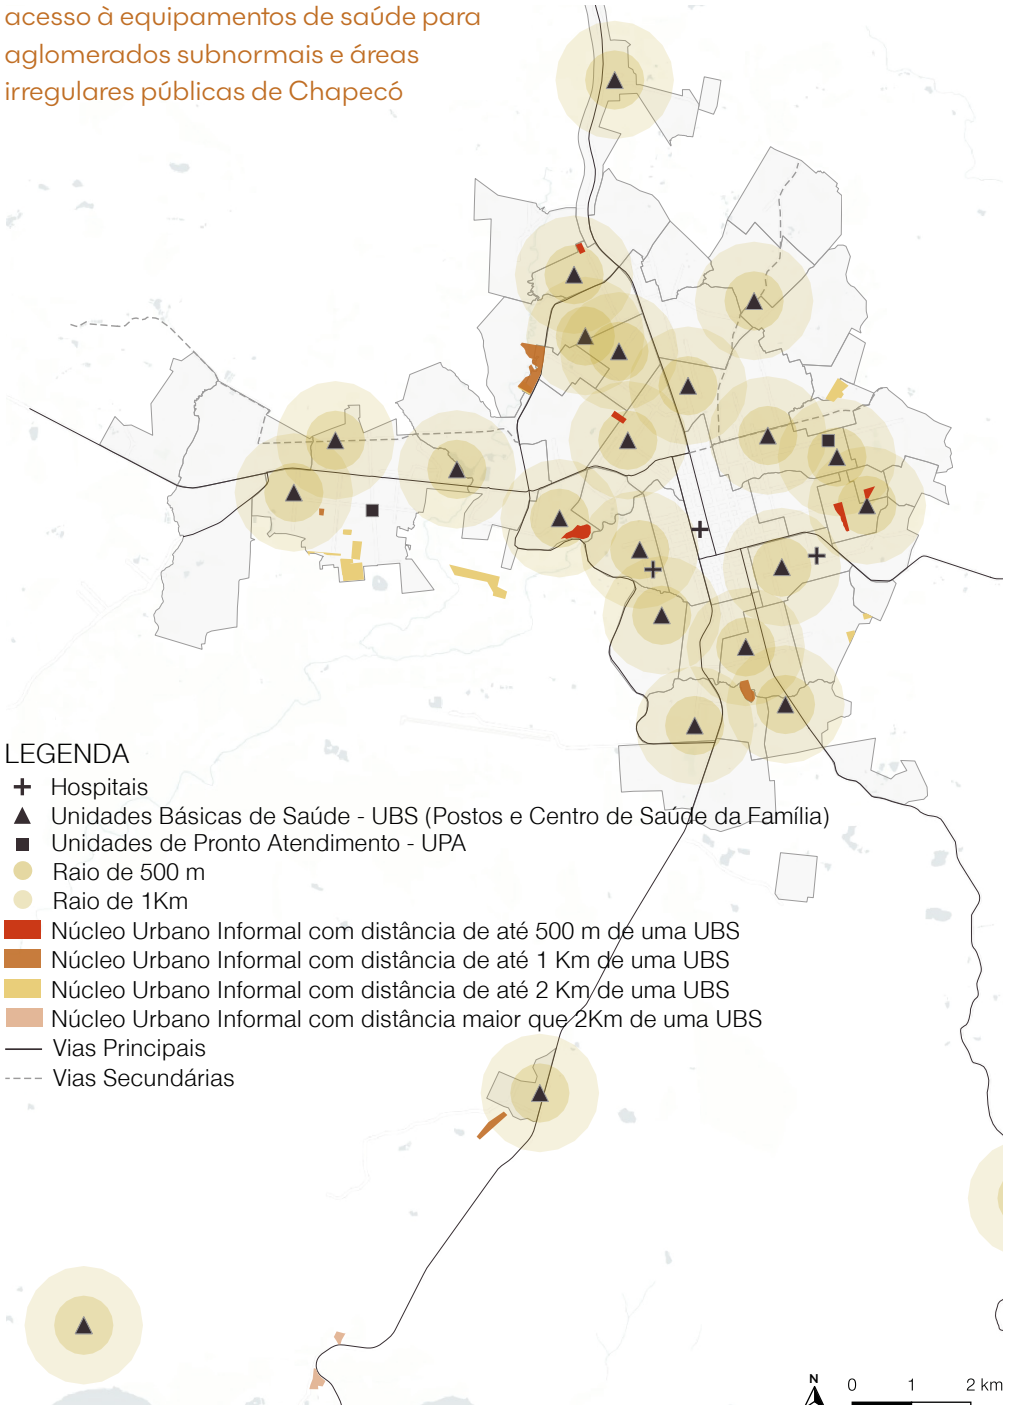 acesso à equipamentos de saúde para
aglomerados subnormais e áreas
irregulares públicas de Chapecó
LEGENDA
Hospitais
Unidades Básicas de Saúde - UBS (Postos e Centro de Saúde da Família)
Unidades de Pronto Atendimento - UPA
Raio de 500 m
Raio de 1Km
Núcleo Urbano Informal com distância de até 500 m de uma UBS
Núcleo Urbano Informal com distância de até 1 Km de uma UBS
Núcleo Urbano Informal com distância de até 2 Km de uma UBS
Núcleo Urbano Informal com distância maior que 2Km de uma UBS
Vias Principais
Vias Secundárias
N
0 1 2 km